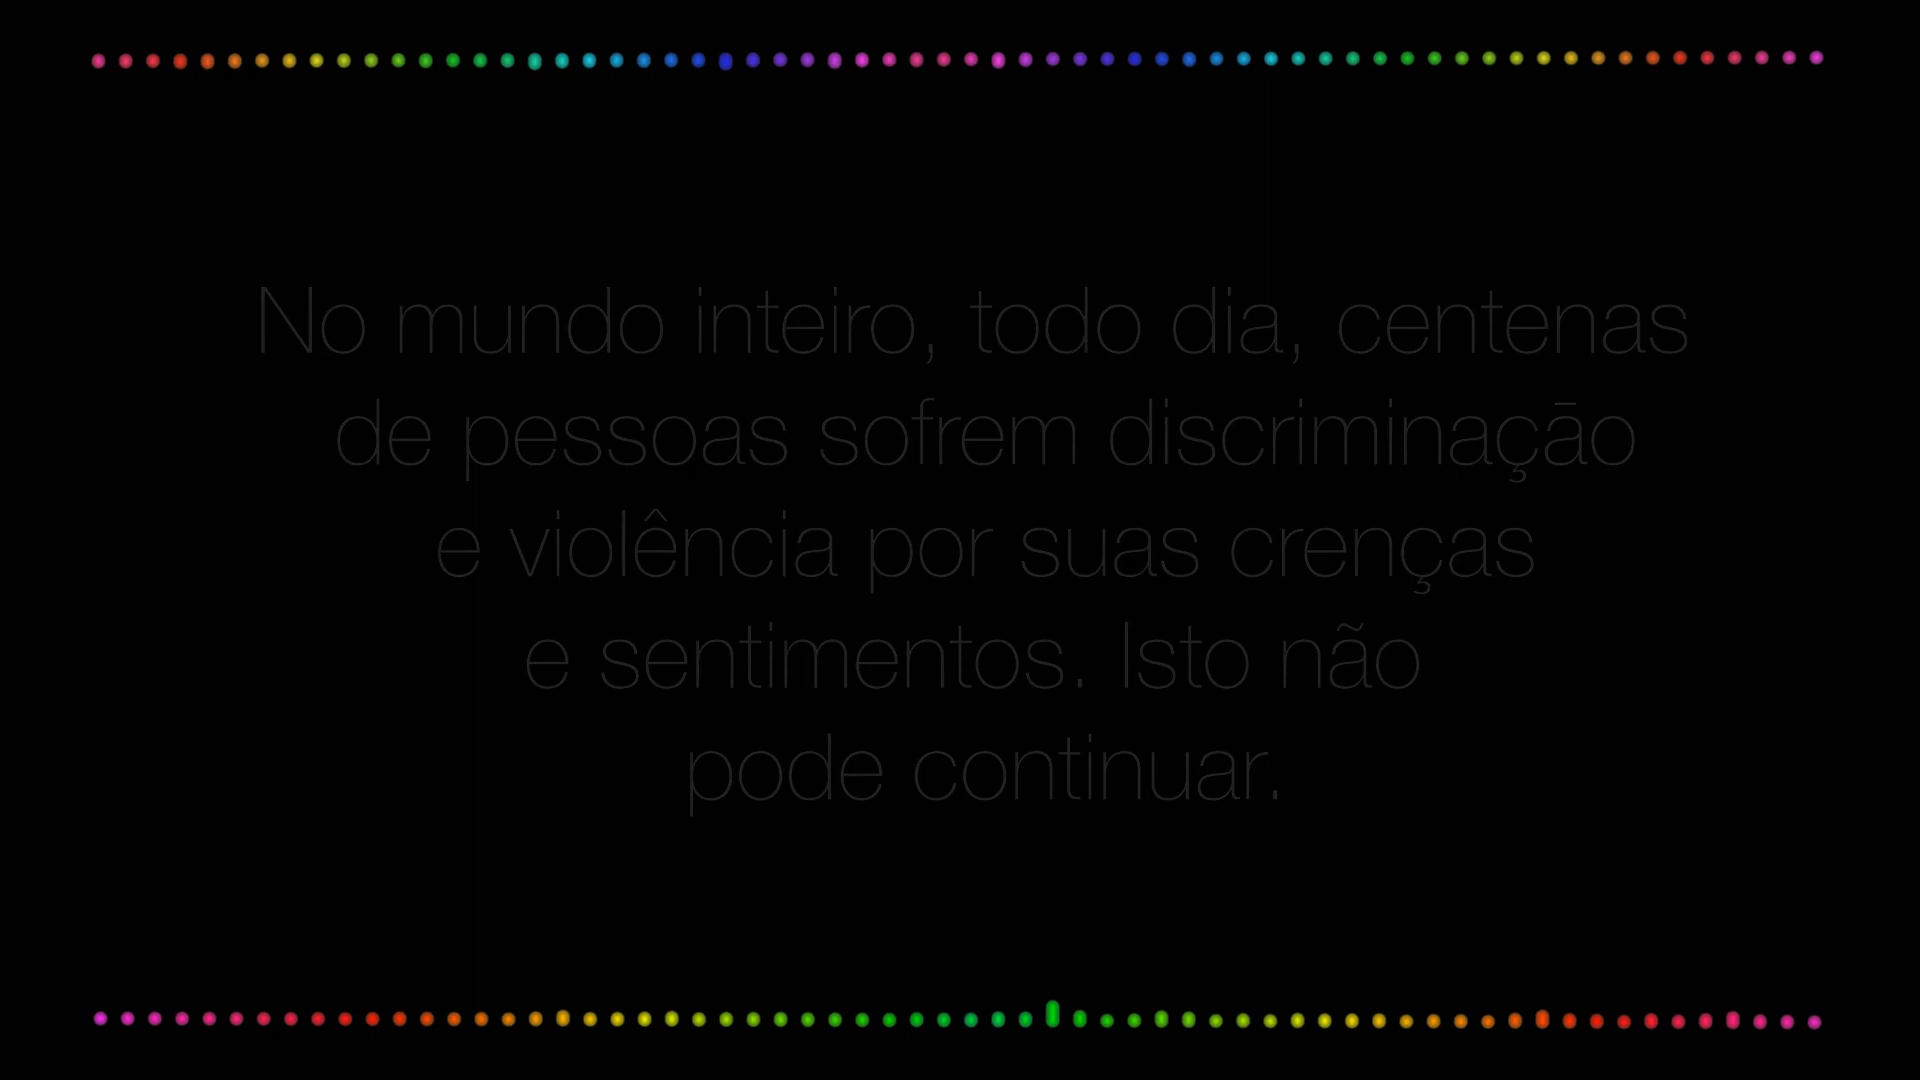 No mundo inteiro, todo dia, centenas
de pessoas sofrem discriminação
e violência por suas crenças
e sentimentos. Isto não
pode continuar.